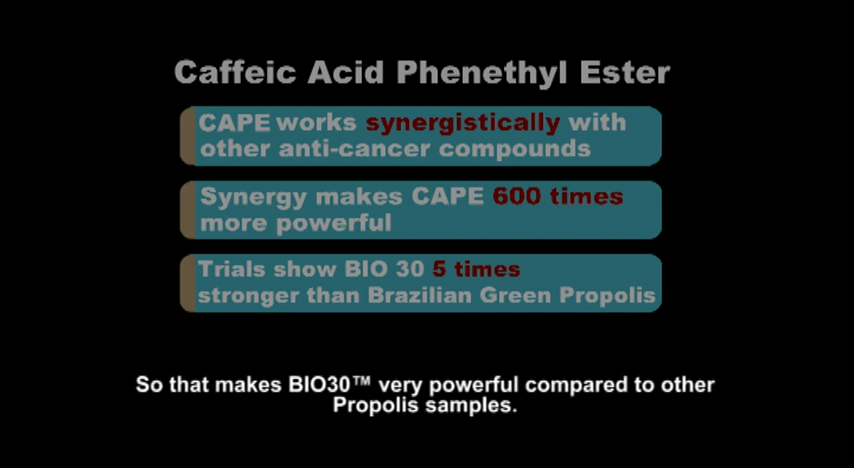 Caffeic Acid Phenethyl Ester
CAPE works synergistically with
other anti-cancer compounds
Synergy makes CAPE 600 times
more powerful
Trials show BIO 30 5 times
stronger than Brazilian Green Propolis
So that makes BIO30™ very powerful compared to other
Propolis samples.